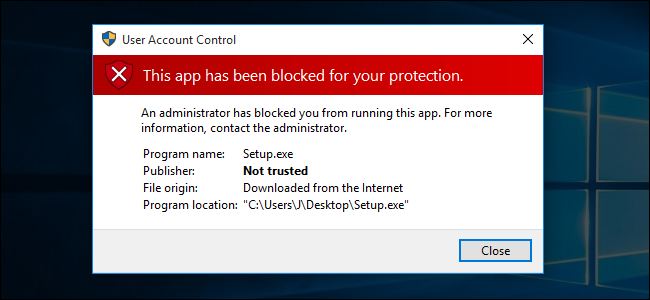 User Account Control
This app has been blocked for your protection.
An administrator has blocked you from running this app. For more
information, contact the administrator.
Program name: Setup.exe
Publisher: Not trusted
File origin: Downloaded from the Internet
Program location: "C:\Users\J\Desktop\Setup.exe"
Close